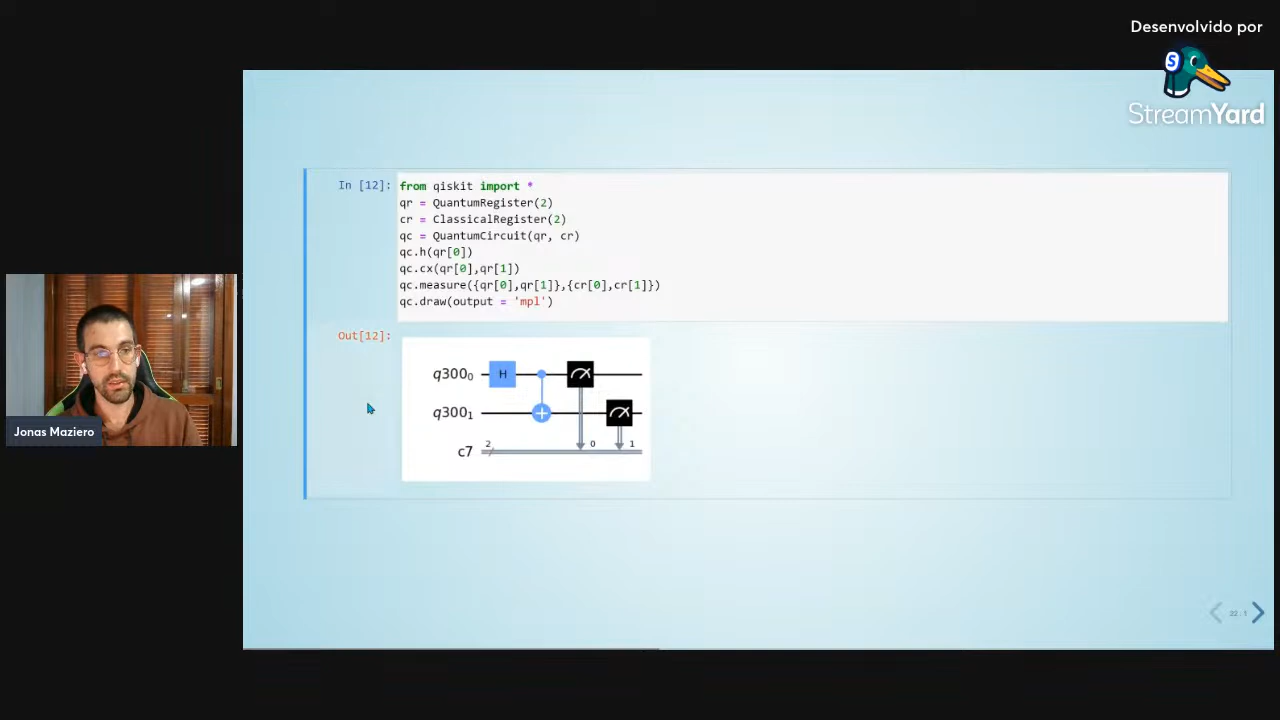 Desenvolvido por
StreamYard
In [12]:
from qiskit import *
qr = QuantumRegister(2)
cr = ClassicalRegister(2)
qc = QuantumCircuit(qr, cr)
qc.h(qr[0])
qc.cx(qr[0],qr[1])
qc.measure({qr[0],qr[1]},{cr[0],cr[1]})
qc.draw(output = 'mpl')
Out[12]:
q300₀ H
q300₁
c7 2 0 1
Jonas Maziero
22.1